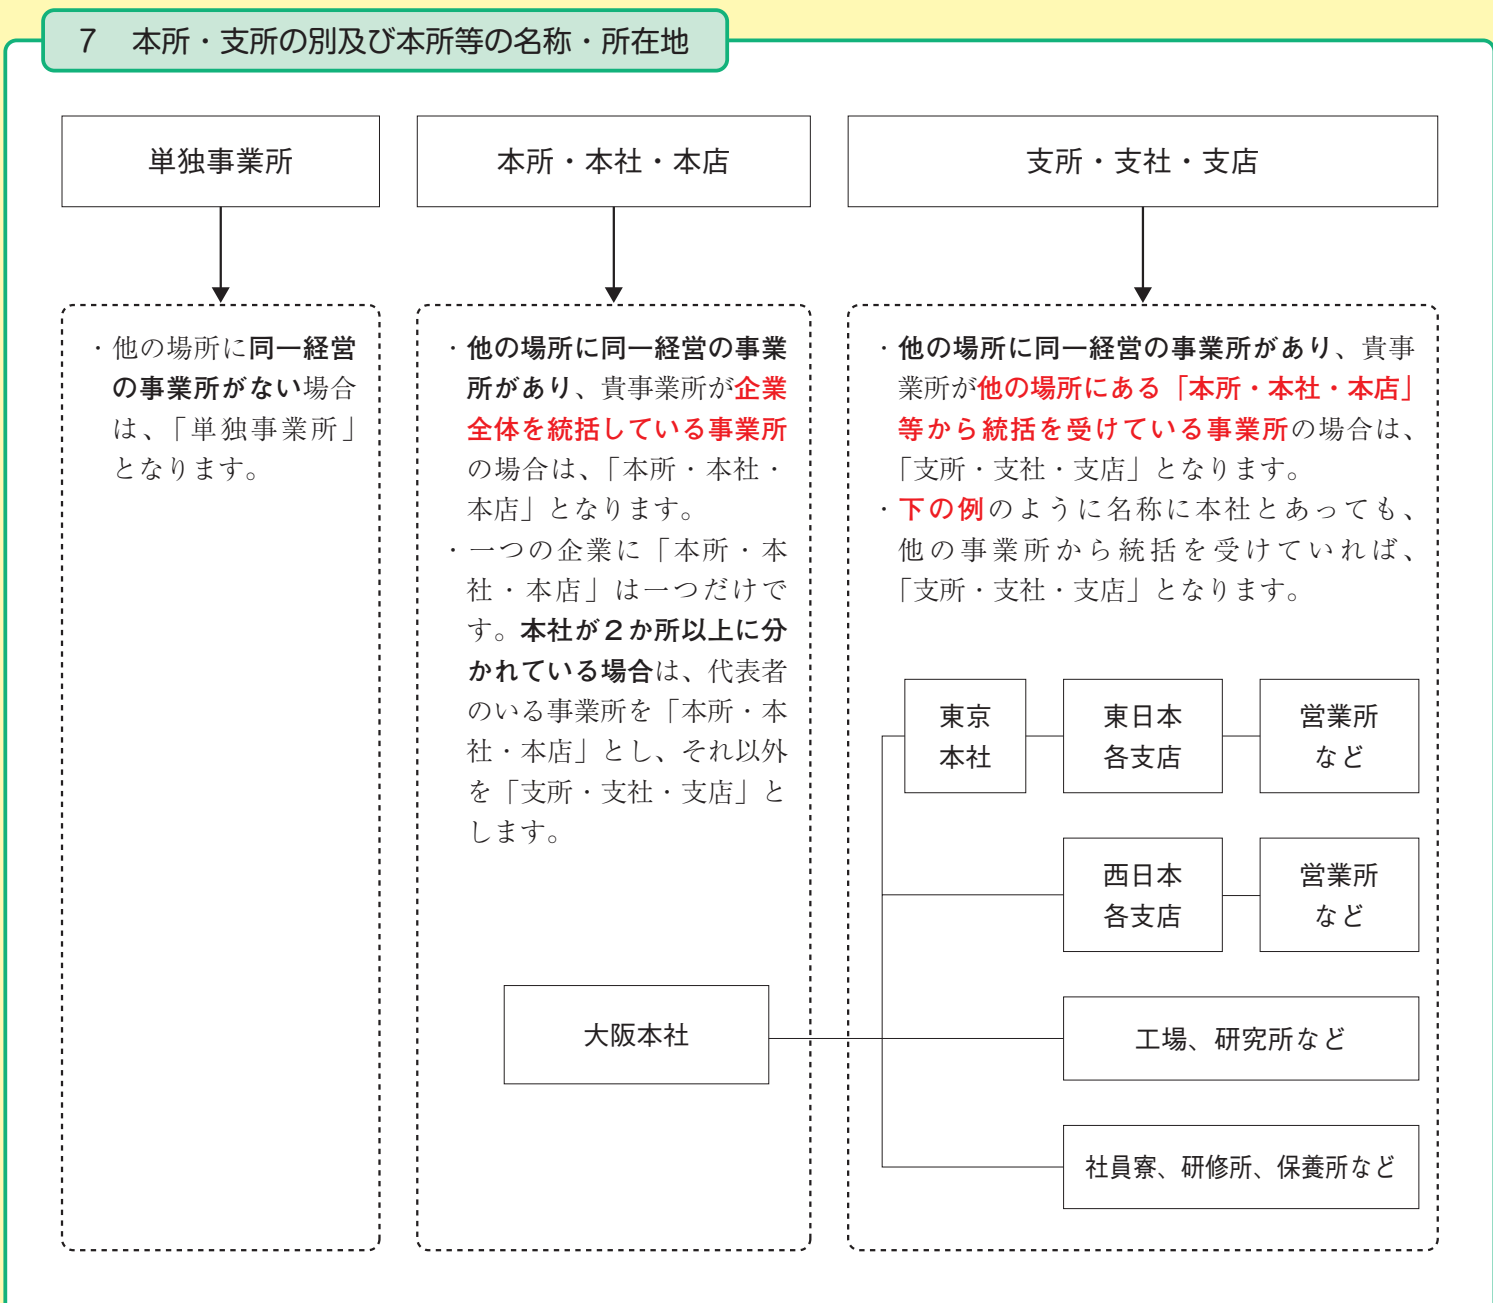 7　本所・支所の別及び本所等の名称・所在地
単独事業所
・他の場所に同一経営
の事業所がない場合
は、「単独事業所」
となります。
本所・本社・本店
・他の場所に同一経営の事業
所があり、貴事業所が企業
全体を統括している事業所
の場合は、「本所・本社・
本店」となります。
・一つの企業に「本所・本
社・本店」は一つだけで
す。本社が２か所以上に分
かれている場合は、代表者
のいる事業所を「本所・本
社・本店」とし、それ以外
を「支所・支社・支店」と
します。
大阪本社
支所・支社・支店
・他の場所に同一経営の事業所があり、貴事
業所が他の場所にある「本所・本社・本店」
等から統括を受けている事業所の場合は、
「支所・支社・支店」となります。
・下の例のように名称に本社とあっても、
他の事業所から統括を受けていれば、
「支所・支社・支店」となります。
東京
本社
東日本
各支店
営業所
など
西日本
各支店
営業所
など
工場、研究所など
社員寮、研修所、保養所など